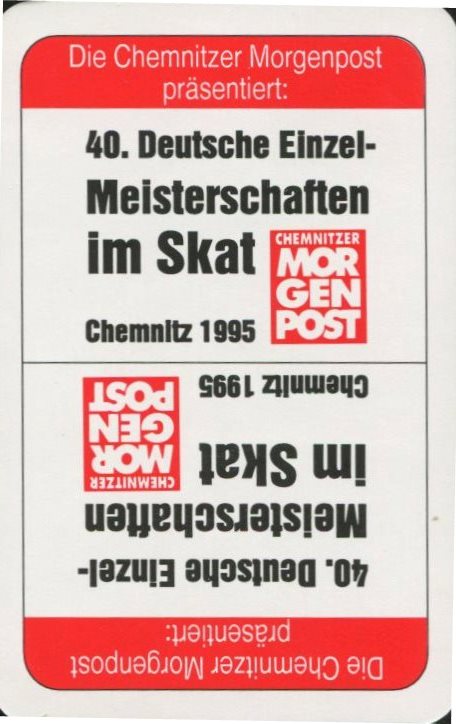 Die Chemnitzer Morgenpost
präsentiert:
40. Deutsche Einzel-
Meisterschaften
im Skat
CHEMNITZER
MOR
GEN
POST
Chemnitz 1995
Die Chemnitzer Morgenpost
präsentiert:
40. Deutsche Einzel-
Meisterschaften
im Skat
CHEMNITZER
MOR
GEN
POST
Chemnitz 1995